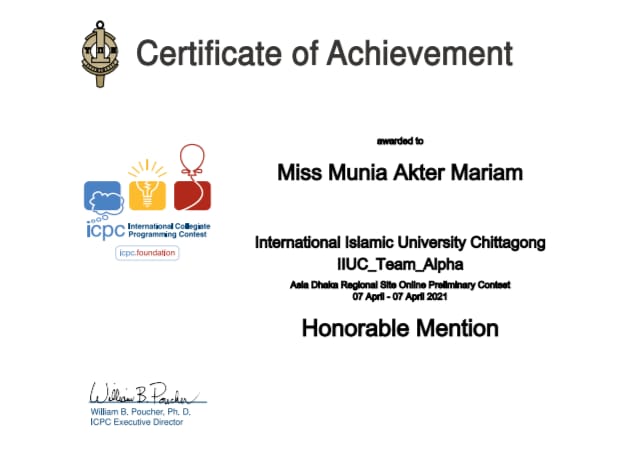 Certificate of Achievement
awarded to
Miss Munia Akter Mariam
icpc International Collegiate
Programming Contest
icpc.foundation
International Islamic University Chittagong
IIUC_Team_Alpha
Asia Dhaka Regional Site Online Preliminary Contest
07 April - 07 April 2021
Honorable Mention
William B. Poucher
William B. Poucher, Ph. D.
ICPC Executive Director